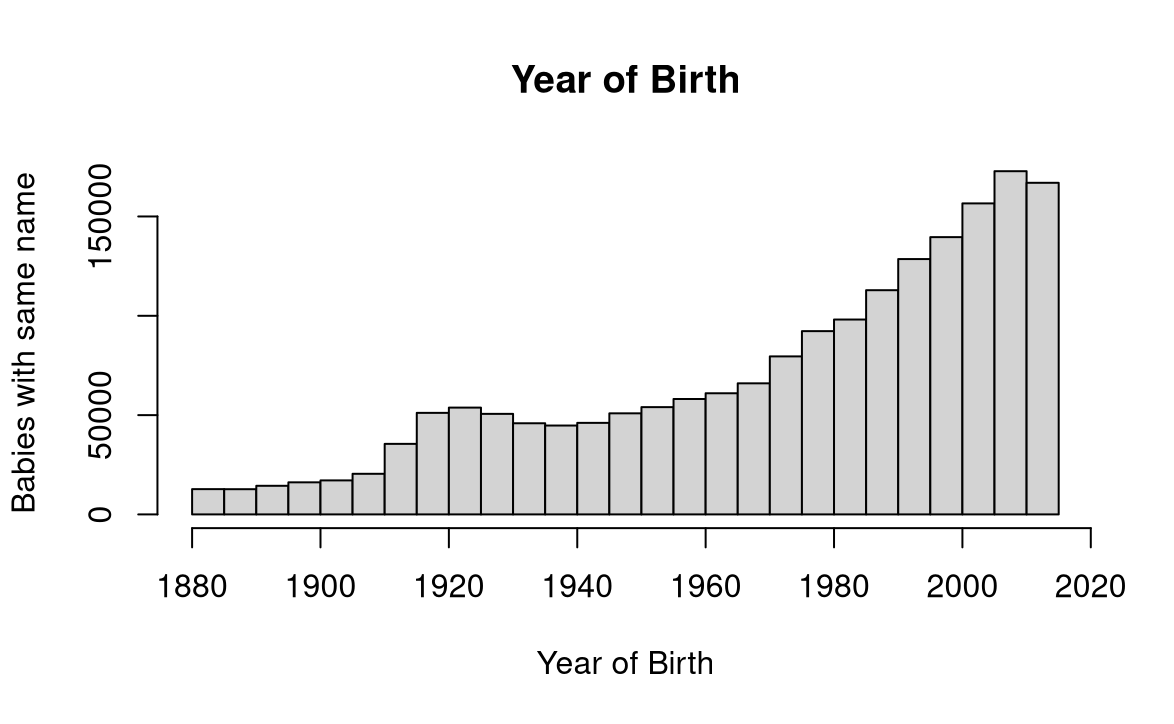 Year of Birth
Babies with same name
150000
50000
0
1880 1900 1920 1940 1960 1980 2000 2020
Year of Birth